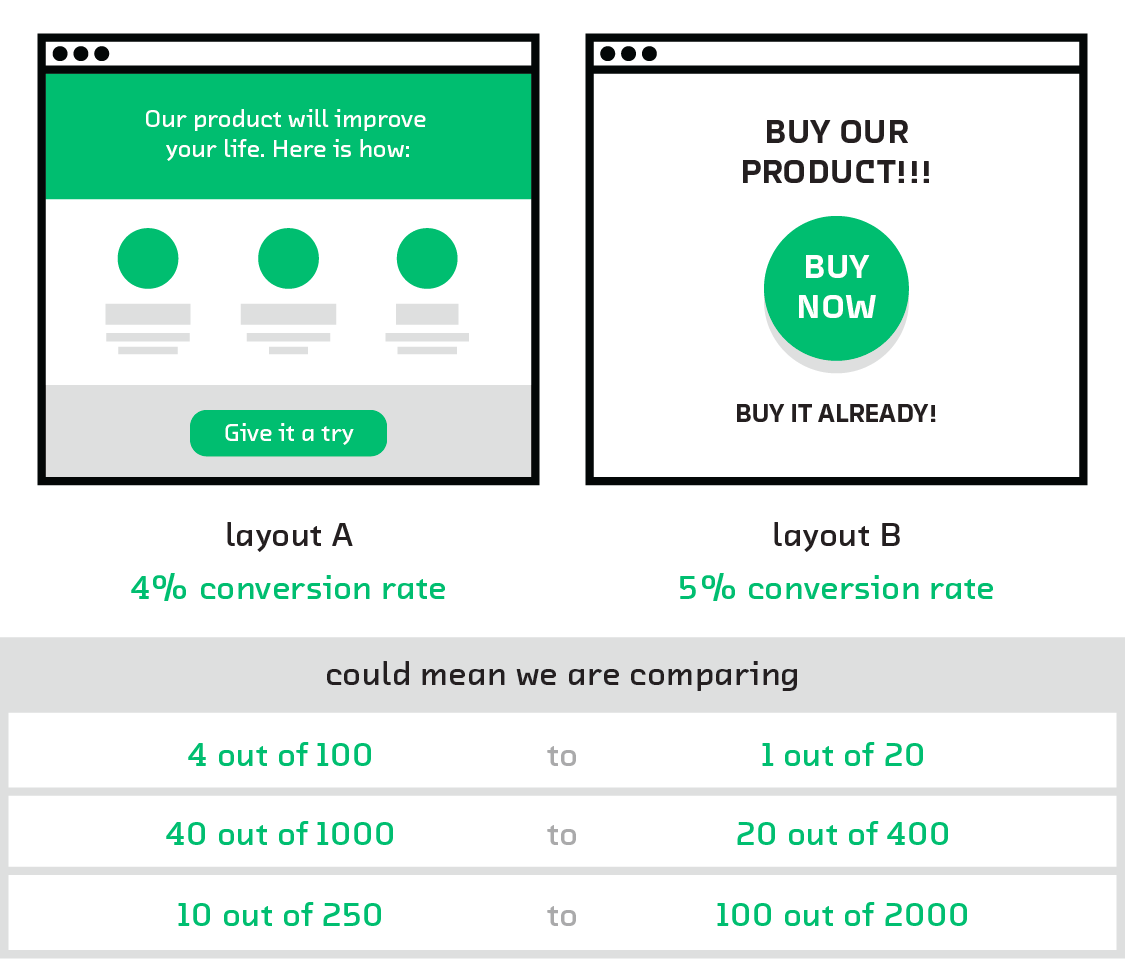 Our product will improve
your life. Here is how:
Give it a try
BUY OUR
PRODUCT!!!
BUY
NOW
BUY IT ALREADY!
layout A
layout B
4% conversion rate
5% conversion rate
could mean we are comparing
4 out of 100 to 1 out of 20
40 out of 1000 to 20 out of 400
10 out of 250 to 100 out of 2000